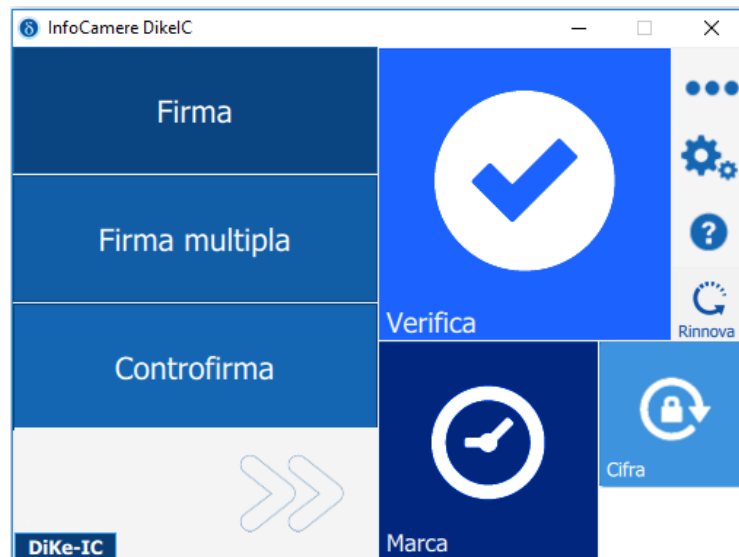 InfoCamere DikeIC
Firma
Firma multipla
Controfirma
DiKe-IC
Verifica
Marca
Cifra
Rinnova